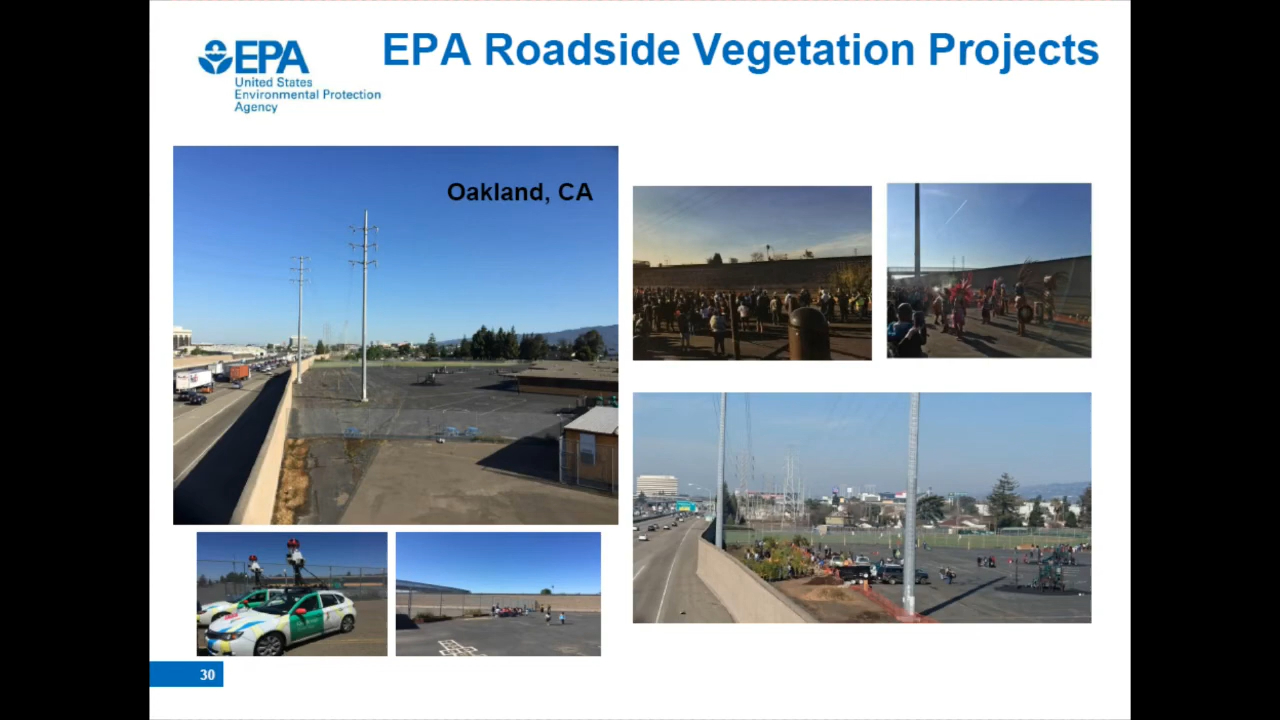 EPA Roadside Vegetation Projects
EPA
United States
Environmental Protection
Agency
Oakland, CA
30